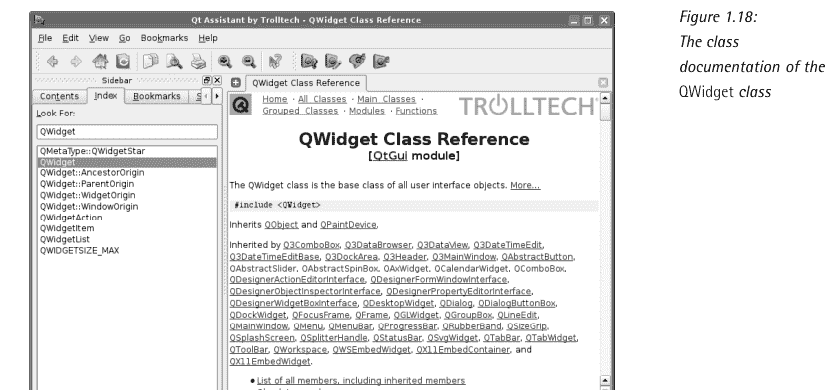 Qt Assistant by Trolltech - QWidget Class Reference
File Edit View Go Bookmarks Help
Sidebar
Contents Index Bookmarks S
Look For:
QWidget
QMetaType::QWidgetStar
QWidget
QWidget::AncestorOrigin
QWidget::ParentOrigin
QWidget::WidgetOrigin
QWidget::WindowOrigin
QWidgetAction
QWidgetItem
QWidgetList
QWIDGETSIZE_MAX
QWidget Class Reference
Home · All Classes · Main Classes ·
Grouped Classes · Modules · Functions
TROLLTECH
QWidget Class Reference
[QtGui module]
The QWidget class is the base class of all user interface objects. More...
#include <QWidget>
Inherits QObject and QPaintDevice.
Inherited by Q3ComboBox, Q3DataBrowser, Q3DataView, Q3DateTimeEdit,
Q3DateTimeEditBase, Q3DockArea, Q3Header, Q3MainWindow, QAbstractButton,
QAbstractSlider, QAbstractSpinBox, QAxWidget, QCalendarWidget, QComboBox,
QDesignerActionEditorInterface, QDesignerFormWindowInterface,
QDesignerObjectInspectorInterface, QDesignerPropertyEditorInterface,
QDesignerWidgetBoxInterface, QDesktopWidget, QDialog, QDialogButtonBox,
QDockWidget, QFocusFrame, QFrame, QGLWidget, QGroupBox, QLineEdit,
QMainWindow, QMenu, QMenuBar, QProgressBar, QRubberBand, QSizeGrip,
QSplashScreen, QSplitterHandle, QStatusBar, QSvgWidget, QTabBar, QTabWidget,
QToolBar, QWorkspace, QWSEmbedWidget, QX11EmbedContainer, and
QX11EmbedWidget.
• List of all members, including inherited members
Figure 1.18:
The class
documentation of the
QWidget class